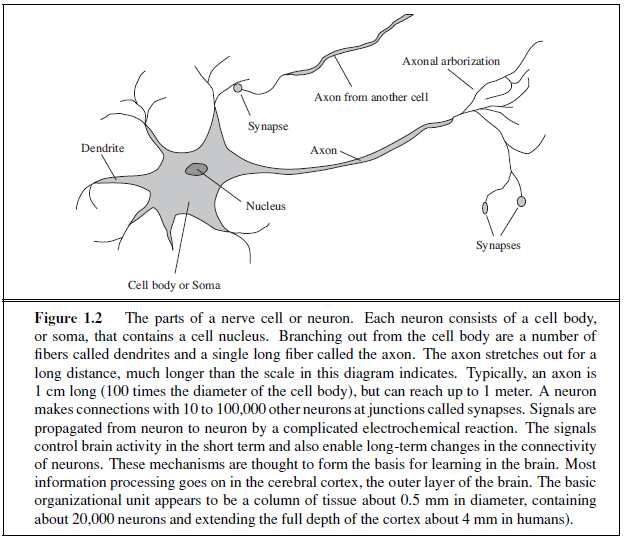 Axonal arborization
Axon from another cell
Synapse
Dendrite
Axon
Nucleus
Synapses
Cell body or Soma
Figure 1.2 The parts of a nerve cell or neuron. Each neuron consists of a cell body,
or soma, that contains a cell nucleus. Branching out from the cell body are a number of
fibers called dendrites and a single long fiber called the axon. The axon stretches out for a
long distance, much longer than the scale in this diagram indicates. Typically, an axon is
1 cm long (100 times the diameter of the cell body), but can reach up to 1 meter. A neuron
makes connections with 10 to 100,000 other neurons at junctions called synapses. Signals are
propagated from neuron to neuron by a complicated electrochemical reaction. The signals
control brain activity in the short term and also enable long-term changes in the connectivity
of neurons. These mechanisms are thought to form the basis for learning in the brain. Most
information processing goes on in the cerebral cortex, the outer layer of the brain. The basic
organizational unit appears to be a column of tissue about 0.5 mm in diameter, containing
about 20,000 neurons and extending the full depth of the cortex about 4 mm in humans).